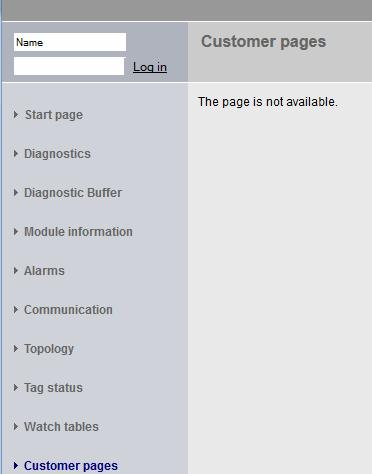 Name
Log in
Customer pages
The page is not available.
Start page
Diagnostics
Diagnostic Buffer
Module information
Alarms
Communication
Topology
Tag status
Watch tables
Customer pages